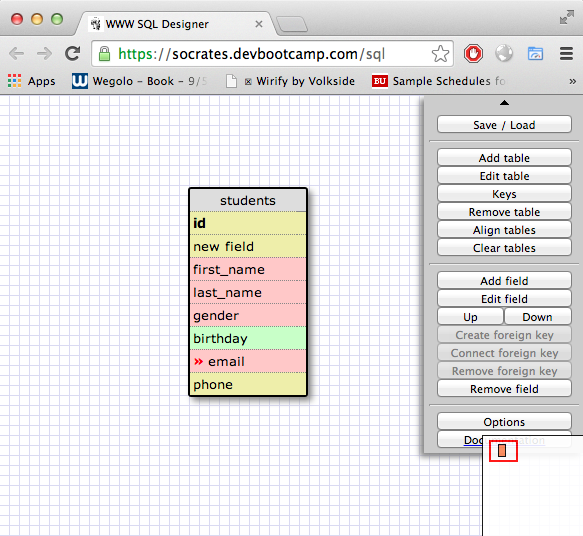 WWW SQL Designer
https://socrates.devbootcamp.com/sql
Apps
Wegolo – Book – 9/5
Wirify by Volkside
BU
Sample Schedules fo
»
Save / Load
students
id
new field
first_name
last_name
gender
birthday
» email
phone
Add table
Edit table
Keys
Remove table
Align tables
Clear tables
Add field
Edit field
Up
Down
Create foreign key
Connect foreign key
Remove foreign key
Remove field
Options